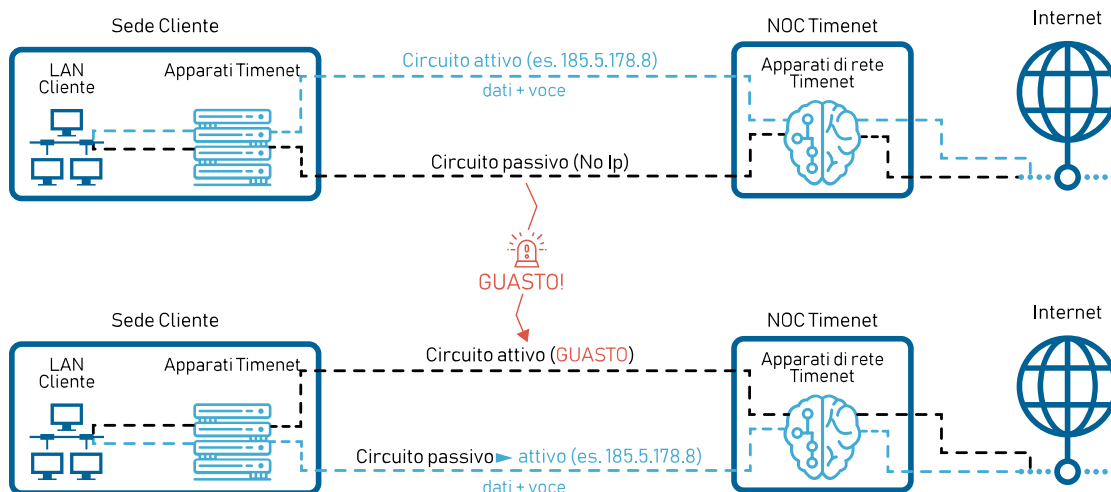 Sede Cliente
NOC Timenet
Internet
LAN
Cliente
Apparati Timenet
Circuito attivo (es. 185.5.178.8)
dati + voce
Apparati di rete
Timenet
Circuito passivo (No Ip)
GUASTO!
Sede Cliente
NOC Timenet
Internet
LAN
Cliente
Apparati Timenet
Circuito attivo (GUASTO)
Apparati di rete
Timenet
Circuito passivo attivo (es. 185.5.178.8)
dati + voce